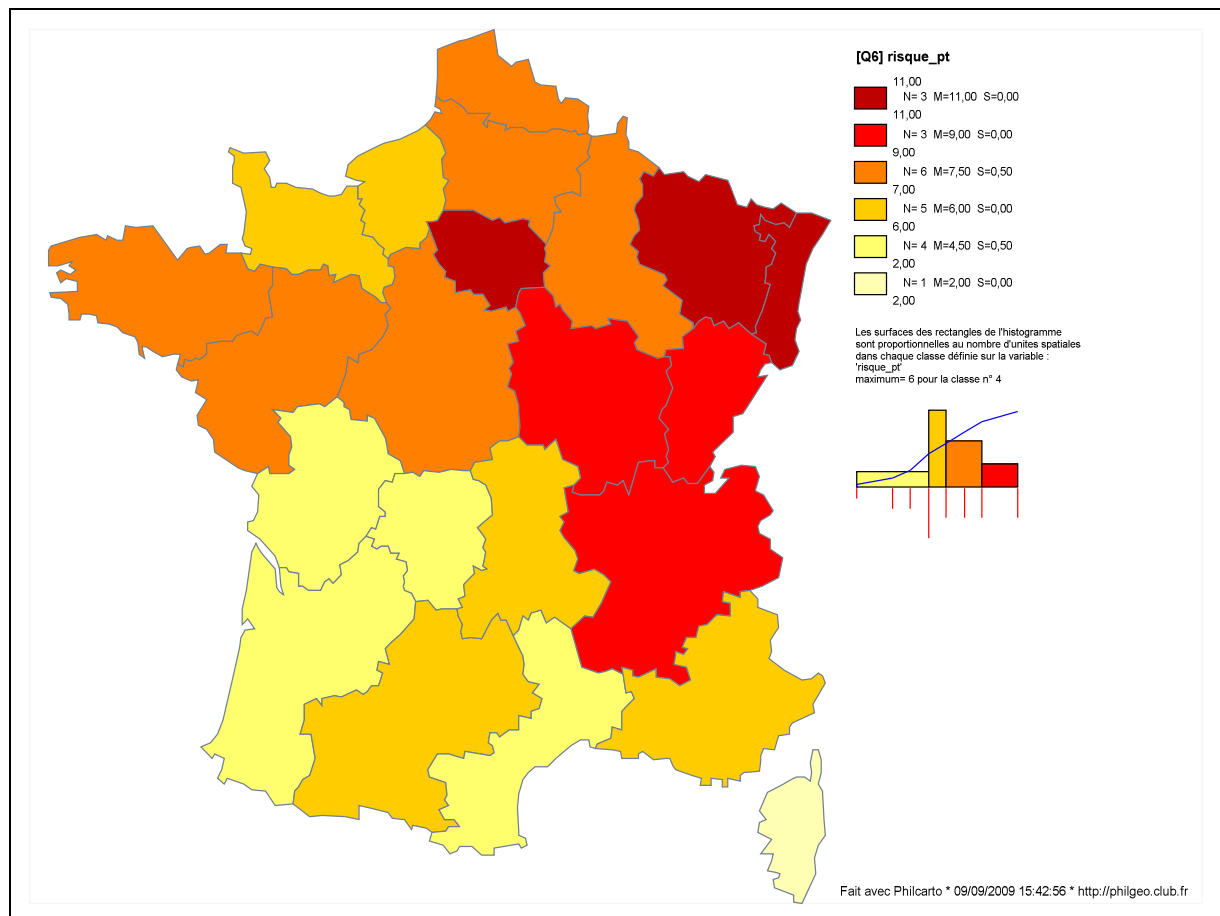 [Q6] risque_pt
11,00
N= 3 M=11,00 S=0,00
11,00
N= 3 M=9,00 S=0,00
9,00
N= 6 M=7,50 S=0,50
7,00
N= 5 M=6,00 S=0,00
6,00
N= 4 M=4,50 S=0,50
2,00
N= 1 M=2,00 S=0,00
2,00
Les surfaces des rectangles de l'histogramme
sont proportionnelles au nombre d'unites spatiales
dans chaque classe définie sur la variable :
'risque_pt'
maximum= 6 pour la classe n° 4
Fait avec Philcarto * 09/09/2009 15:42:56 * http://philgeo.club.fr